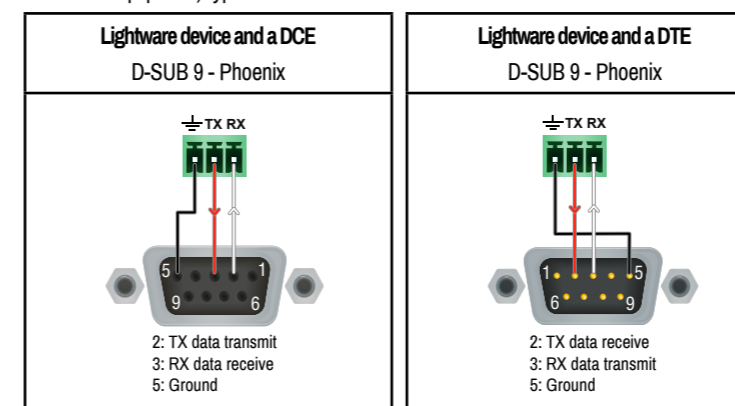 Lightware device and a DCE
D-SUB 9 - Phoenix
TX RX
5 1
9 6
2: TX data transmit
3: RX data receive
5: Ground
Lightware device and a DTE
D-SUB 9 - Phoenix
TX RX
1 5
6 9
2: TX data receive
3: RX data transmit
5: Ground